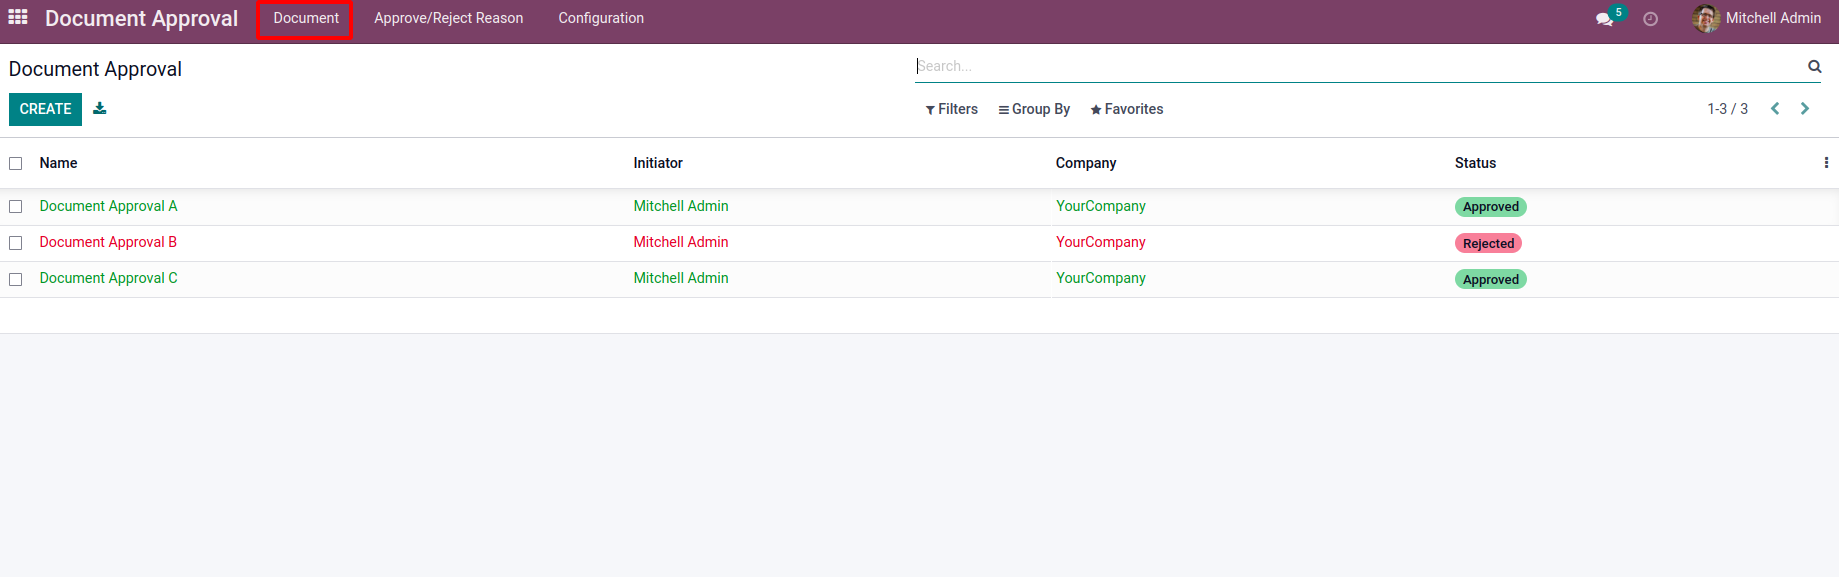 Document Approval Document Approve/Reject Reason Configuration 5 Mitchell Admin
Document Approval Search...
CREATE Filters Group By Favorites 1-3 / 3
Name Initiator Company Status
Document Approval A Mitchell Admin YourCompany Approved
Document Approval B Mitchell Admin YourCompany Rejected
Document Approval C Mitchell Admin YourCompany Approved